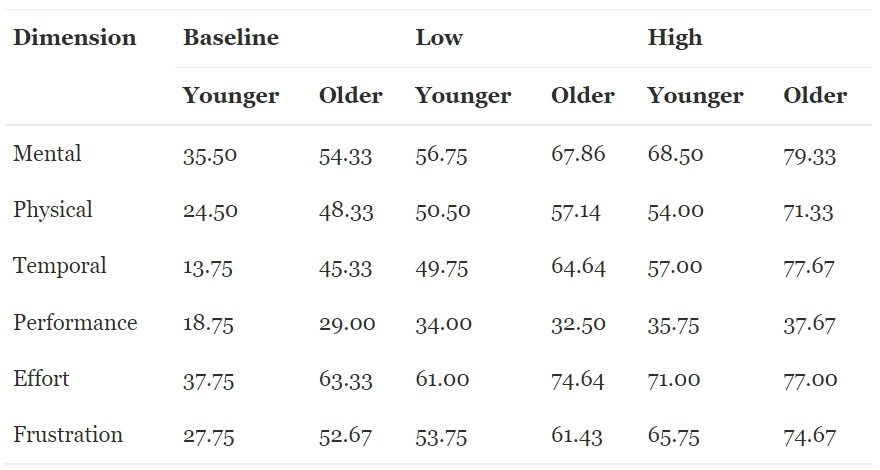 Dimension Baseline Low High
Younger Older Younger Older Younger Older
Mental 35.50 54.33 56.75 67.86 68.50 79.33
Physical 24.50 48.33 50.50 57.14 54.00 71.33
Temporal 13.75 45.33 49.75 64.64 57.00 77.67
Performance 18.75 29.00 34.00 32.50 35.75 37.67
Effort 37.75 63.33 61.00 74.64 71.00 77.00
Frustration 27.75 52.67 53.75 61.43 65.75 74.67